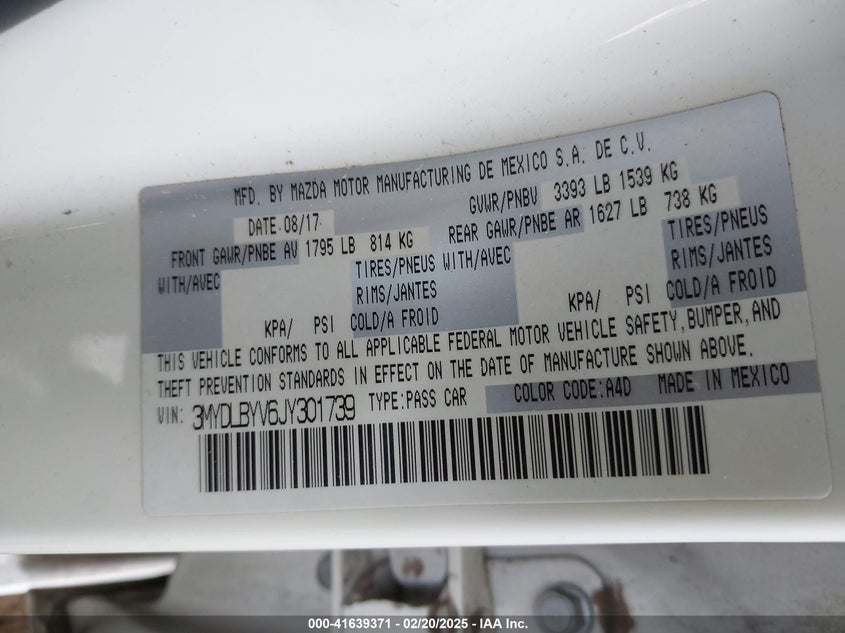 MFD. BY MAZDA MOTOR MANUFACTURING DE MEXICO S.A. DE C.V.
DATE 08/17 GVWR/PNBV 3393 LB 1539 KG
FRONT GAWR/PNBE AV 1795 LB 814 KG REAR GAWR/PNBE AR 1627 LB 738 KG
WITH/AVEC TIRES/PNEUS WITH/AVEC TIRES/PNEUS
RIMS/JANTES RIMS/JANTES
KPA/ PSI COLD/A FROID KPA/ PSI COLD/A FROID
THIS VEHICLE CONFORMS TO ALL APPLICABLE FEDERAL MOTOR VEHICLE SAFETY, BUMPER, AND
THEFT PREVENTION STANDARDS IN EFFECT ON THE DATE OF MANUFACTURE SHOWN ABOVE.
VIN: 3MYDLBYV6JY301739 TYPE:PASS CAR COLOR CODE:A4D MADE IN MEXICO
000-41639371 - 02/20/2025 - IAA Inc.